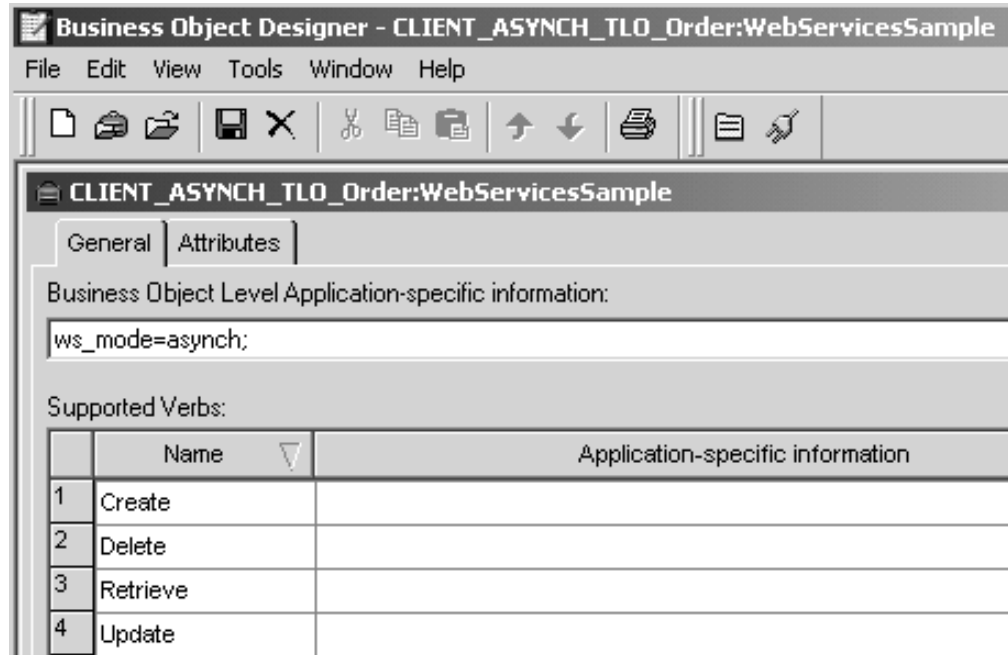 Business Object Designer - CLIENT_ASYNCH_TLO_Order:WebServicesSample
File Edit View Tools Window Help
CLIENT_ASYNCH_TLO_Order:WebServicesSample
General Attributes
Business Object Level Application-specific information:
ws_mode=asynch;
Supported Verbs:
Name Application-specific information
1 Create
2 Delete
3 Retrieve
4 Update